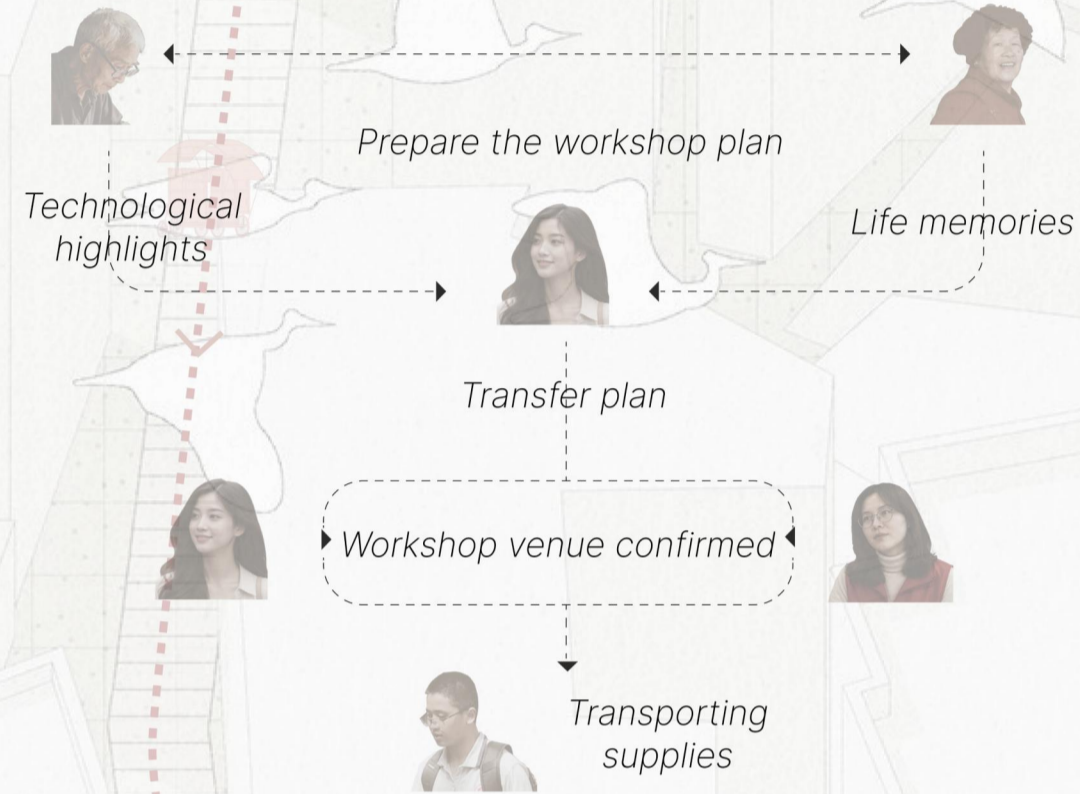 Prepare the workshop plan
Technological
highlights
Life memories
Transfer plan
Workshop venue confirmed
Transporting
supplies